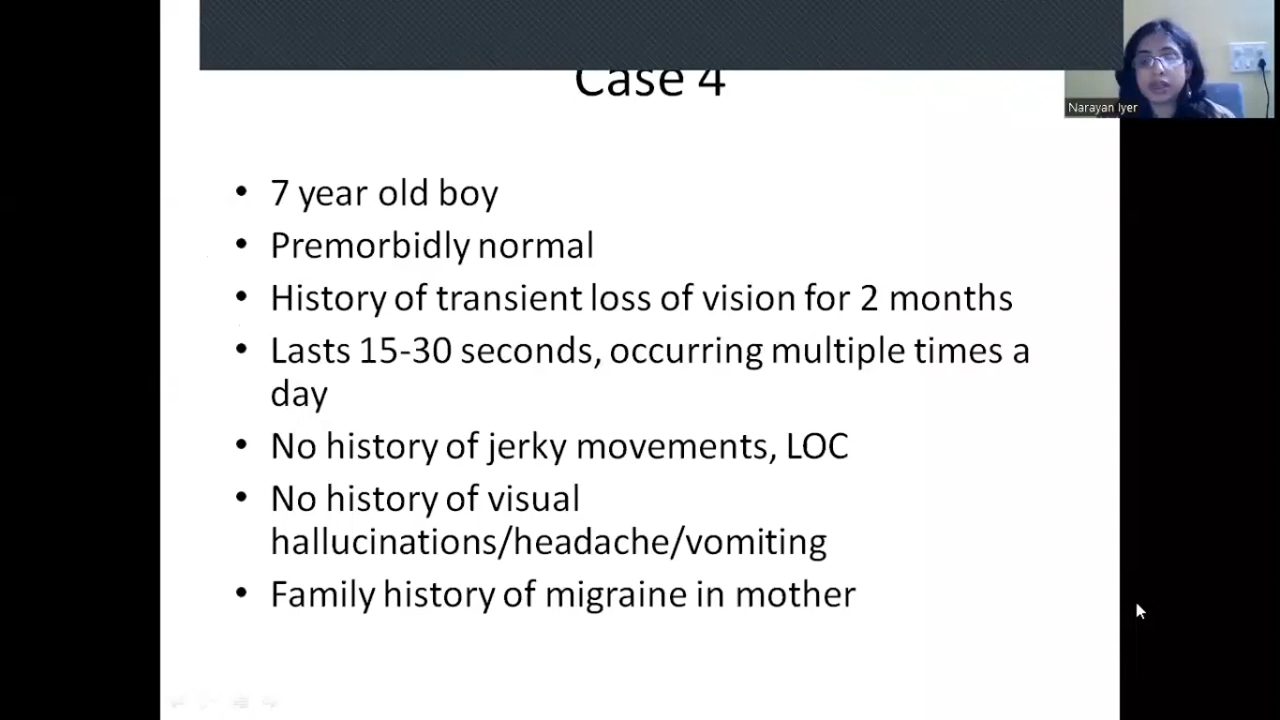 Case 4
Narayan Iyer
• 7 year old boy
• Premorbidly normal
• History of transient loss of vision for 2 months
• Lasts 15-30 seconds, occurring multiple times a
day
• No history of jerky movements, LOC
• No history of visual
hallucinations/headache/vomiting
• Family history of migraine in mother